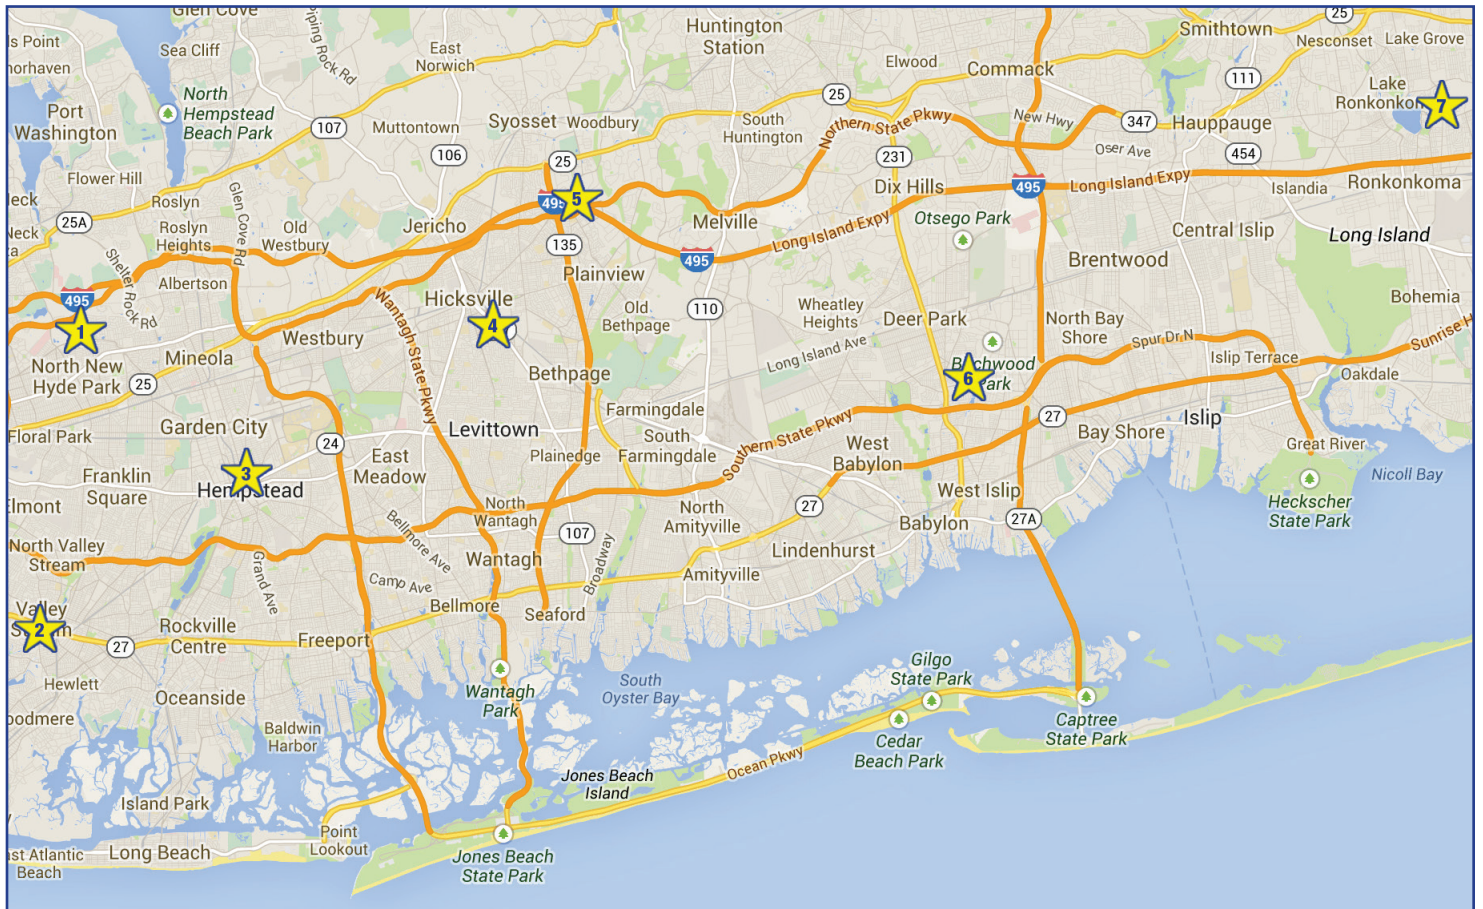 Glen Cove
Piping Rock Rd
Huntington
Station
25
Smithtown
Nesconset
Lake Grove
Sea Cliff
East
Norwich
Elwood
Commack
111
Port
Washington
North
Hempstead
Beach Park
107
Muttontown
106
Syosset
Woodbury
25
South
Huntington
Northern State Pkwy
New Hwy
347
Hauppauge
Lake
7
Oser Ave
454
Flower Hill
25
231
Dix Hills
495
Long Island Expy
Islandia
Ronkonkoma
Roslyn
Glen Cove Rd
5
25A
Roslyn
Heights
Old
Westbury
Jericho
135
Melville
Long Island Expy
Otsego Park
Central Islip
Long Island
Shelter Rock Rd
Albertson
Plainview
495
Brentwood
495
1
Wantagh State Pkwy
Hicksville
4
Old
Bethpage
110
Wheatley
Heights
Deer Park
North Bay
Shore
Bohemia
Sunrise H
Westbury
Mineola
North New
Hyde Park
25
Long Island Ave
Spur Dr N
Islip Terrace
Bethpage
6
Oakdale
Floral Park
Garden City
24
Levittown
Farmingdale
South
Farmingdale
Southern State Pkwy
27
Bay Shore
Islip
Great River
Nicoll Bay
3
Hempstead
East
Meadow
Plainedge
West
Babylon
Franklin
Square
Elmont
Heckscher
State Park
North
Wantagh
North
Amityville
27
West Islip
27A
Babylon
North Valley
Stream
Grand Ave
Bellmore Ave
Camp Ave
Wantagh
107
Broadway
Lindenhurst
Amityville
Valley
2
27
Rockville
Centre
Freeport
Bellmore
Seaford
Hewlett
Oceanside
Wantagh
Park
South
Oyster Bay
Gilgo
State Park
Captree
State Park
Cedar
Beach Park
Baldwin
Harbor
Ocean Pkwy
Jones Beach
Island
Island Park
Point
Lookout
Long Beach
Jones Beach
State Park
Beach